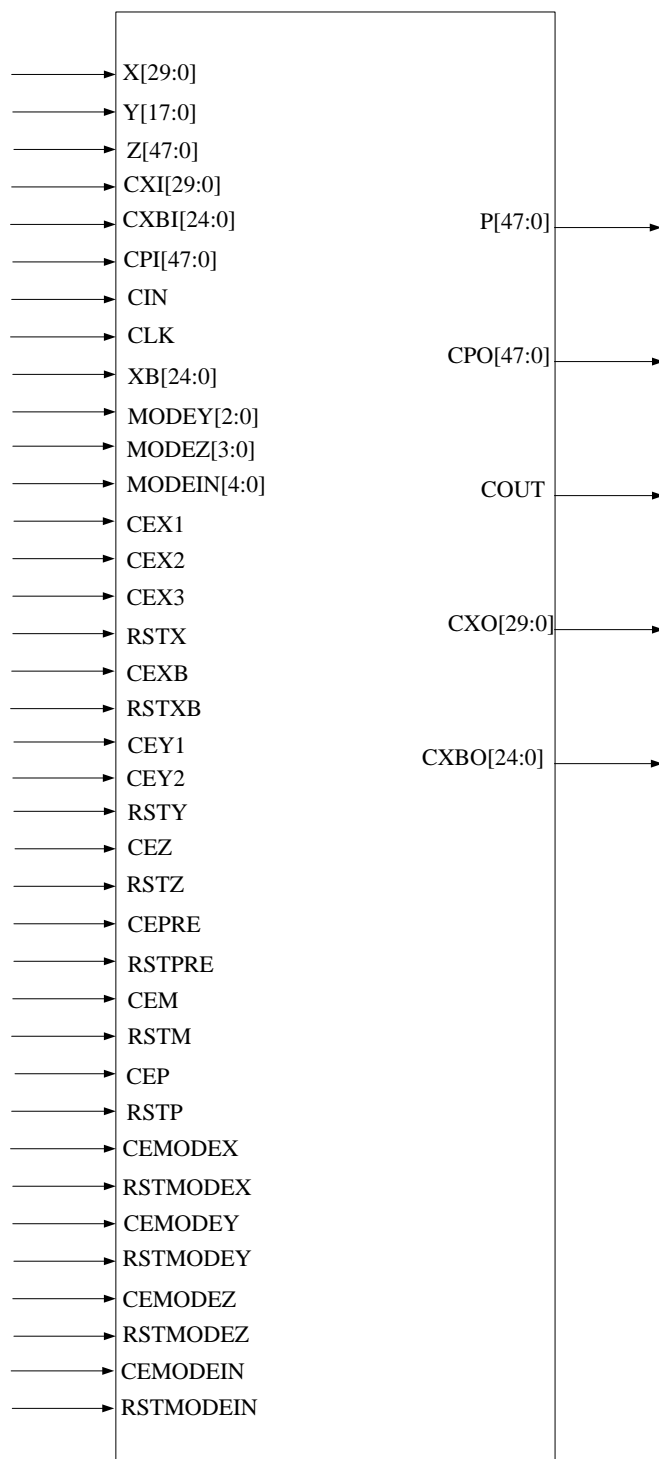 X[29:0]
Y[17:0]
Z[47:0]
CXI[29:0]
CXBI[24:0]
CPI[47:0]
CIN
CLK
XB[24:0]
MODEY[2:0]
MODEZ[3:0]
MODEIN[4:0]
CEX1
CEX2
CEX3
RSTX
CEXB
RSTXB
CEY1
CEY2
RSTY
CEZ
RSTZ
CEPRE
RSTPRE
CEM
RSTM
CEP
RSTP
CEMODEX
RSTMODEX
CEMODEY
RSTMODEY
CEMODEZ
RSTMODEZ
CEMODEIN
RSTMODEIN
P[47:0]
CPO[47:0]
COUT
CXO[29:0]
CXBO[24:0]